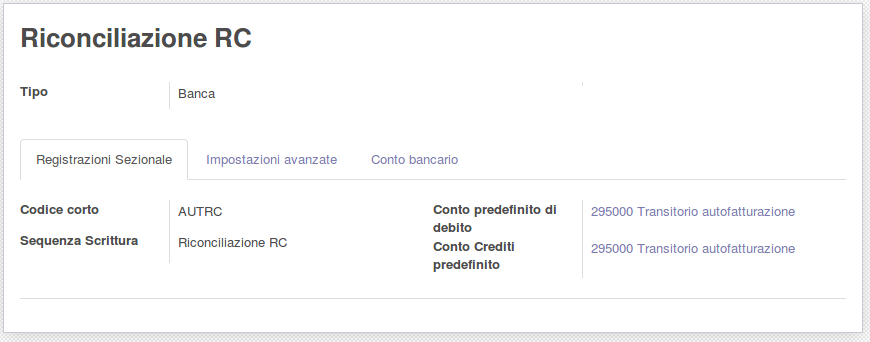 Riconciliazione RC
Tipo
Banca
Registrazioni Sezionale
Impostazioni avanzate
Conto bancario
Codice corto
AUTRC
Sequenza Scrittura
Riconciliazione RC
Conto predefinito di
debito
295000 Transitorio autofatturazione
Conto Crediti
predefinito
295000 Transitorio autofatturazione